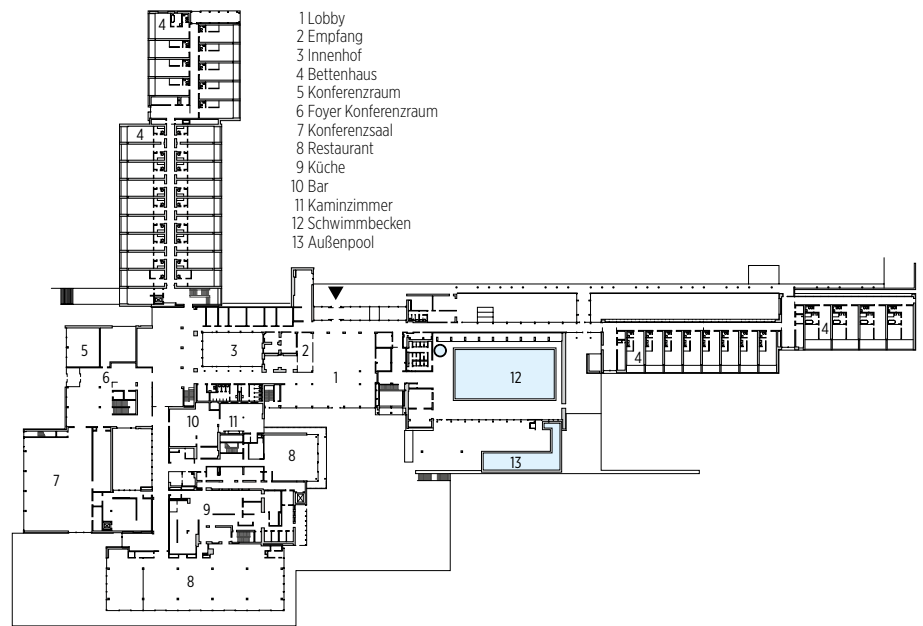 1 Lobby
2 Empfang
3 Innenhof
4 Bettenhaus
5 Konferenzraum
6 Foyer Konferenzraum
7 Konferenzsaal
8 Restaurant
9 Küche
10 Bar
11 Kaminzimmer
12 Schwimmbecken
13 Außenpool
4
4
5
3
2
1
4
4
6
12
10
11
8
7
13
9
8